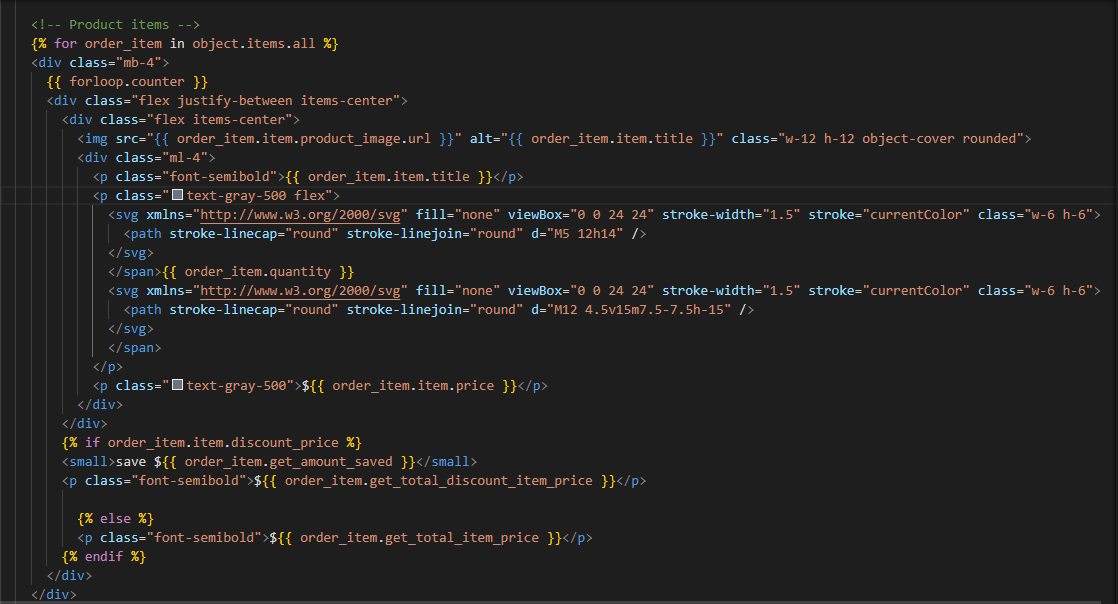 <!-- Product items -->
{% for order_item in object.items.all %}
<div class="mb-4">
{{ forloop.counter }}
<div class="flex justify-between items-center">
<div class="flex items-center">
<img src="{{ order_item.item.product_image.url }}" alt="{{ order_item.item.title }}" class="w-12 h-12 object-cover rounded">
<div class="ml-4">
<p class="font-semibold">{{ order_item.item.title }}</p>
<p class="text-gray-500 flex">
<svg xmlns="http://www.w3.org/2000/svg" fill="none" viewBox="0 0 24 24" stroke-width="1.5" stroke="currentColor" class="w-6 h-6">
<path stroke-linecap="round" stroke-linejoin="round" d="M5 12h14" />
</svg>
</span>{{ order_item.quantity }}
<svg xmlns="http://www.w3.org/2000/svg" fill="none" viewBox="0 0 24 24" stroke-width="1.5" stroke="currentColor" class="w-6 h-6">
<path stroke-linecap="round" stroke-linejoin="round" d="M12 4.5v15m7.5-7.5h-15" />
</svg>
</span>
</p>
<p class="text-gray-500">${{ order_item.item.price }}</p>
</div>
</div>
{% if order_item.item.discount_price %}
<small>save ${{ order_item.get_amount_saved }}</small>
<p class="font-semibold">${{ order_item.get_total_discount_item_price }}</p>
{% else %}
<p class="font-semibold">${{ order_item.get_total_item_price }}</p>
{% endif %}
</div>
</div>